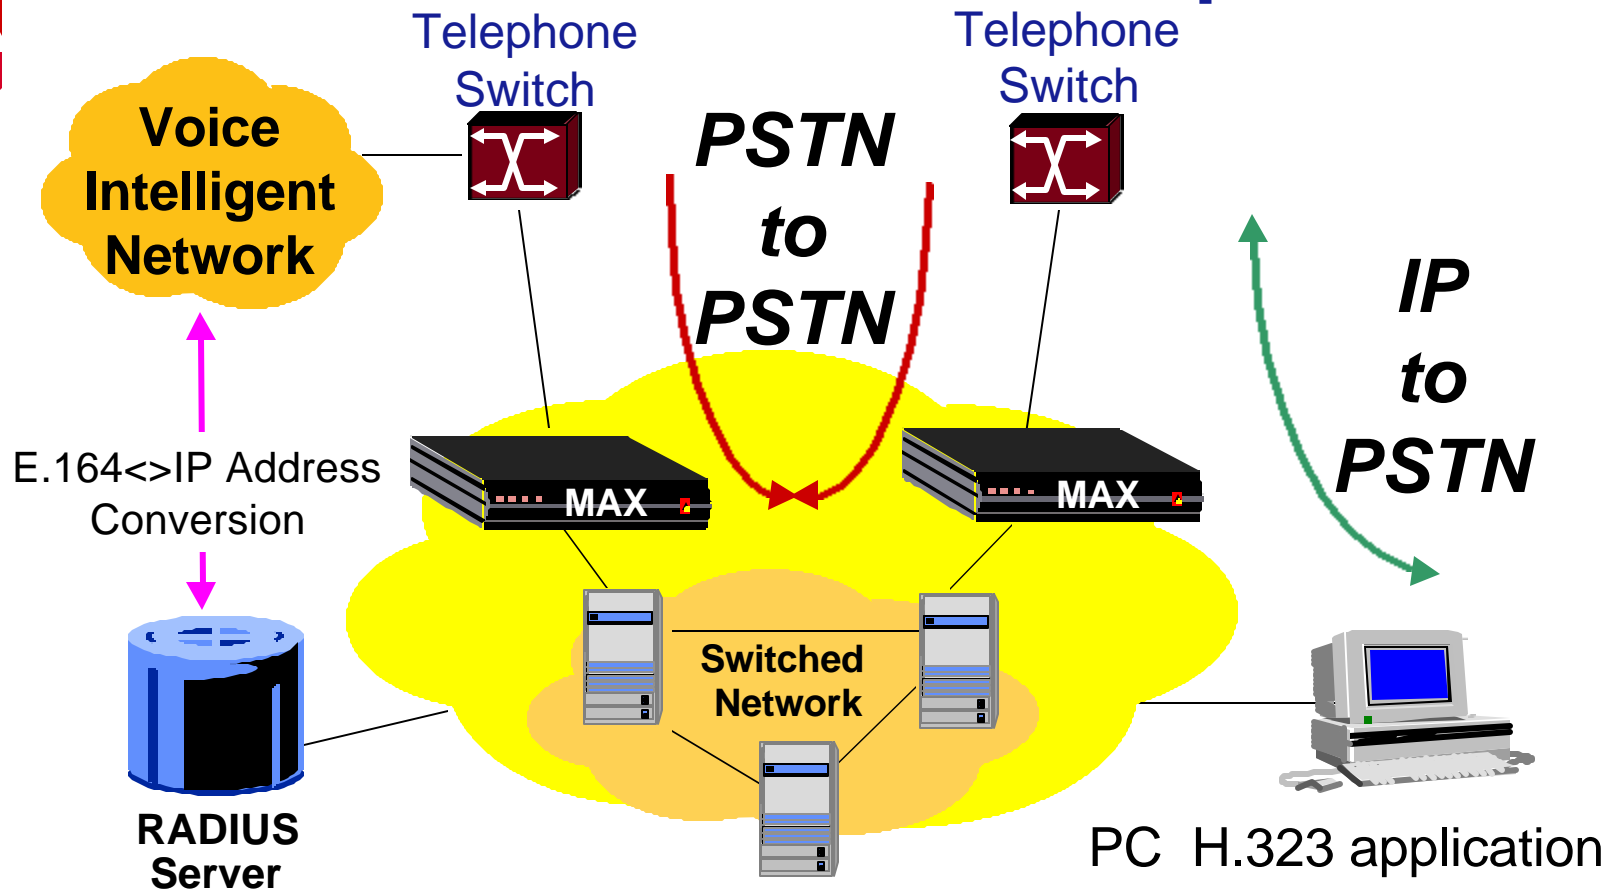 Telephone
Switch
Telephone
Switch
Voice
Intelligent
Network
PSTN
to
PSTN
IP
to
PSTN
E.164<>IP Address
Conversion
MAX
MAX
Switched
Network
RADIUS
Server
PC H.323 application